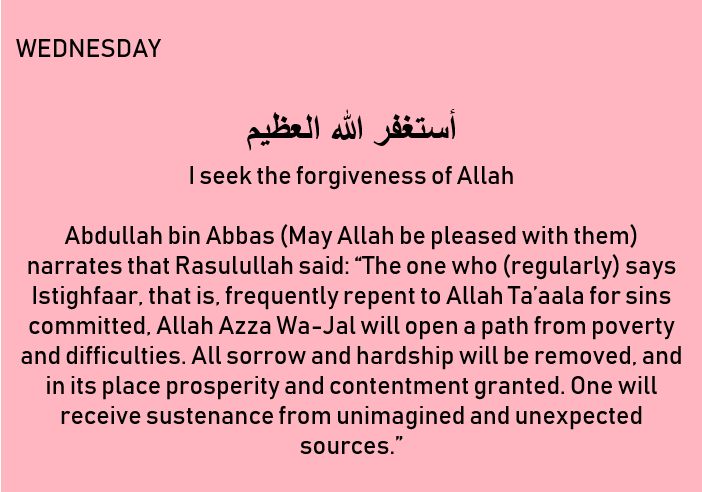 WEDNESDAY
أستغفر الله العظيم
I seek the forgiveness of Allah
Abdullah bin Abbas (May Allah be pleased with them)
narrates that Rasulullah said: “The one who (regularly) says
Istighfaar, that is, frequently repent to Allah Ta’aala for sins
committed, Allah Azza Wa-Jal will open a path from poverty
and difficulties. All sorrow and hardship will be removed, and
in its place prosperity and contentment granted. One will
receive sustenance from unimagined and unexpected
sources.”